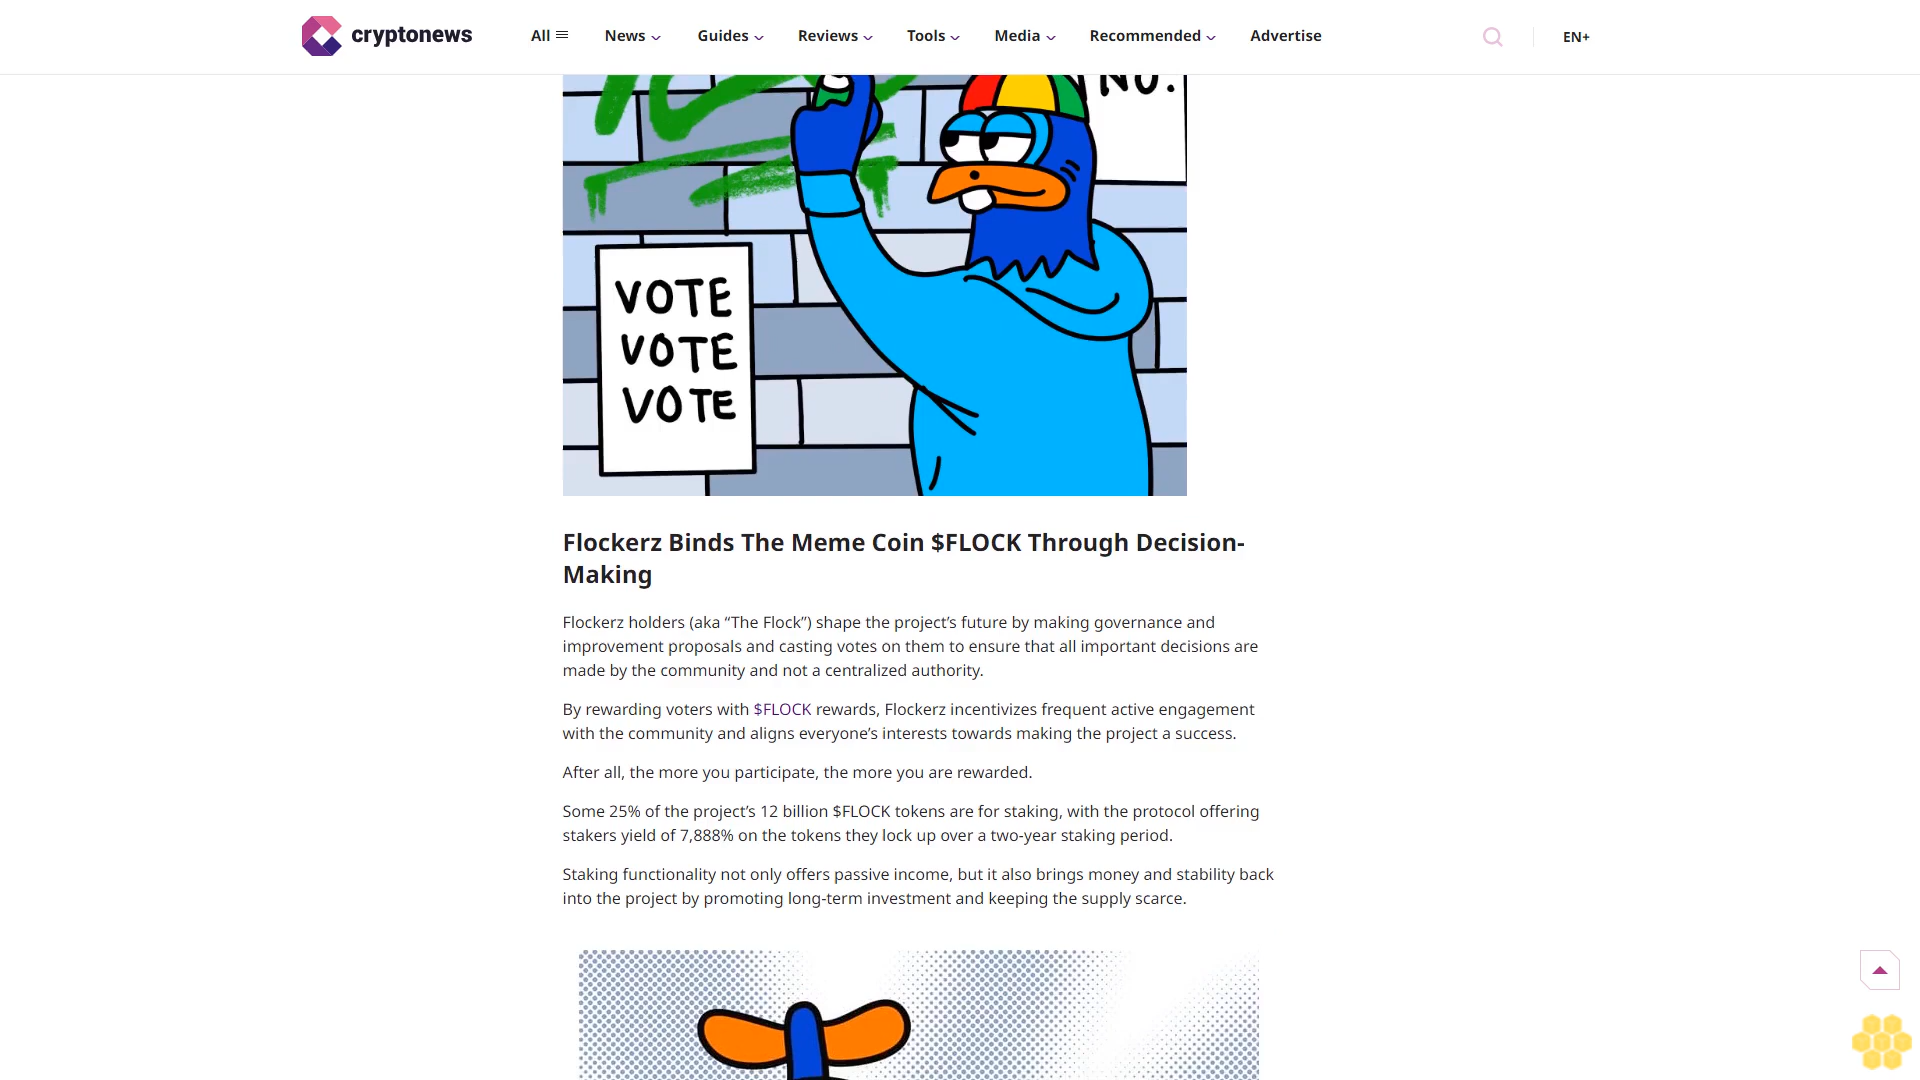 cryptonews
All
News
Guides
Reviews
Tools
Media
Recommended
Advertise
EN+
NO.
VOTE
VOTE
VOTE
Flockerz Binds The Meme Coin $FLOCK Through Decision-
Making
Flockerz holders (aka “The Flock”) shape the project’s future by making governance and
improvement proposals and casting votes on them to ensure that all important decisions are
made by the community and not a centralized authority.
By rewarding voters with $FLOCK rewards, Flockerz incentivizes frequent active engagement
with the community and aligns everyone’s interests towards making the project a success.
After all, the more you participate, the more you are rewarded.
Some 25% of the project’s 12 billion $FLOCK tokens are for staking, with the protocol offering
stakers yield of 7,888% on the tokens they lock up over a two-year staking period.
Staking functionality not only offers passive income, but it also brings money and stability back
into the project by promoting long-term investment and keeping the supply scarce.